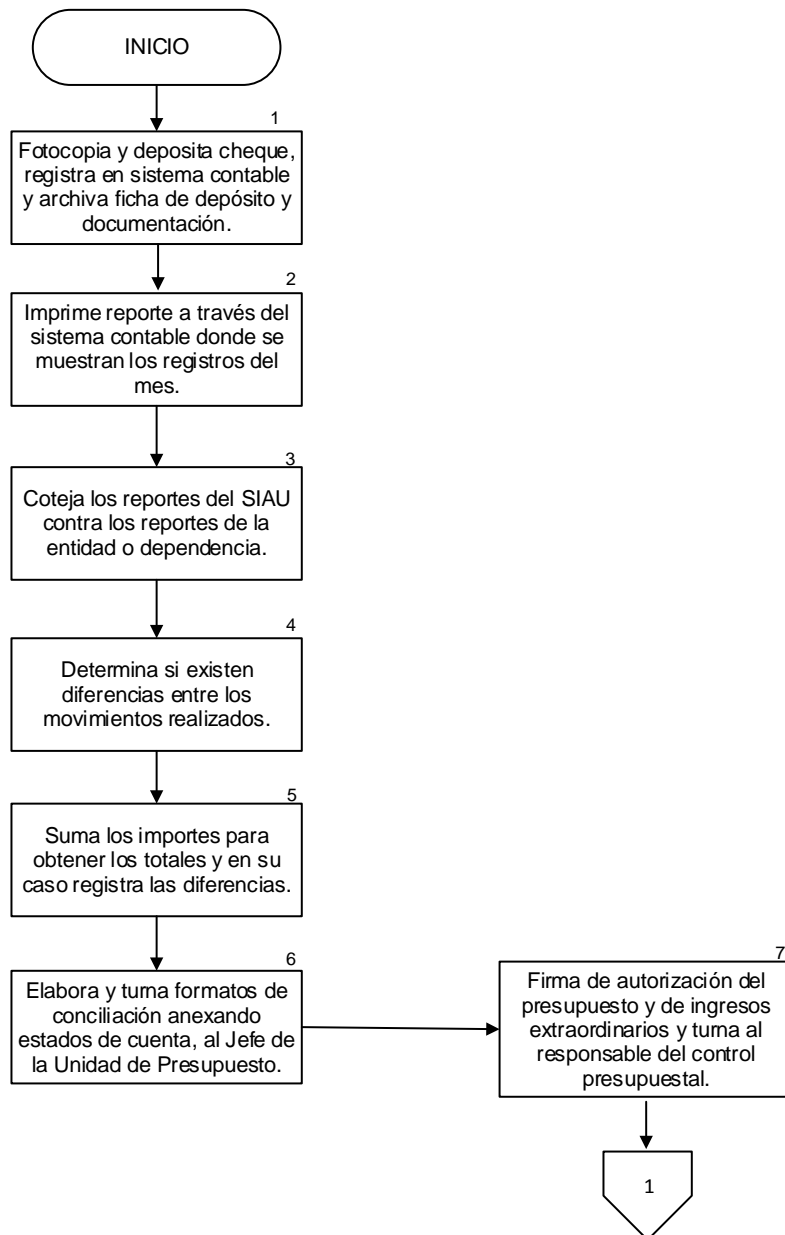 INICIO
1
Fotocopia y deposita cheque,
registra en sistema contable
y archiva ficha de depósito y
documentación.
2
Imprime reporte a través del
sistema contable donde se
muestran los registros del
mes.
3
Coteja los reportes del SIAU
contra los reportes de la
entidad o dependencia.
4
Determina si existen
diferencias entre los
movimientos realizados.
5
Suma los importes para
obtener los totales y en su
caso registra las diferencias.
6
Elabora y turna formatos de
conciliación anexando
estados de cuenta, al Jefe de
la Unidad de Presupuesto.
7
Firma de autorización del
presupuesto y de ingresos
extraordinarios y turna al
responsable del control
presupuestal.
1